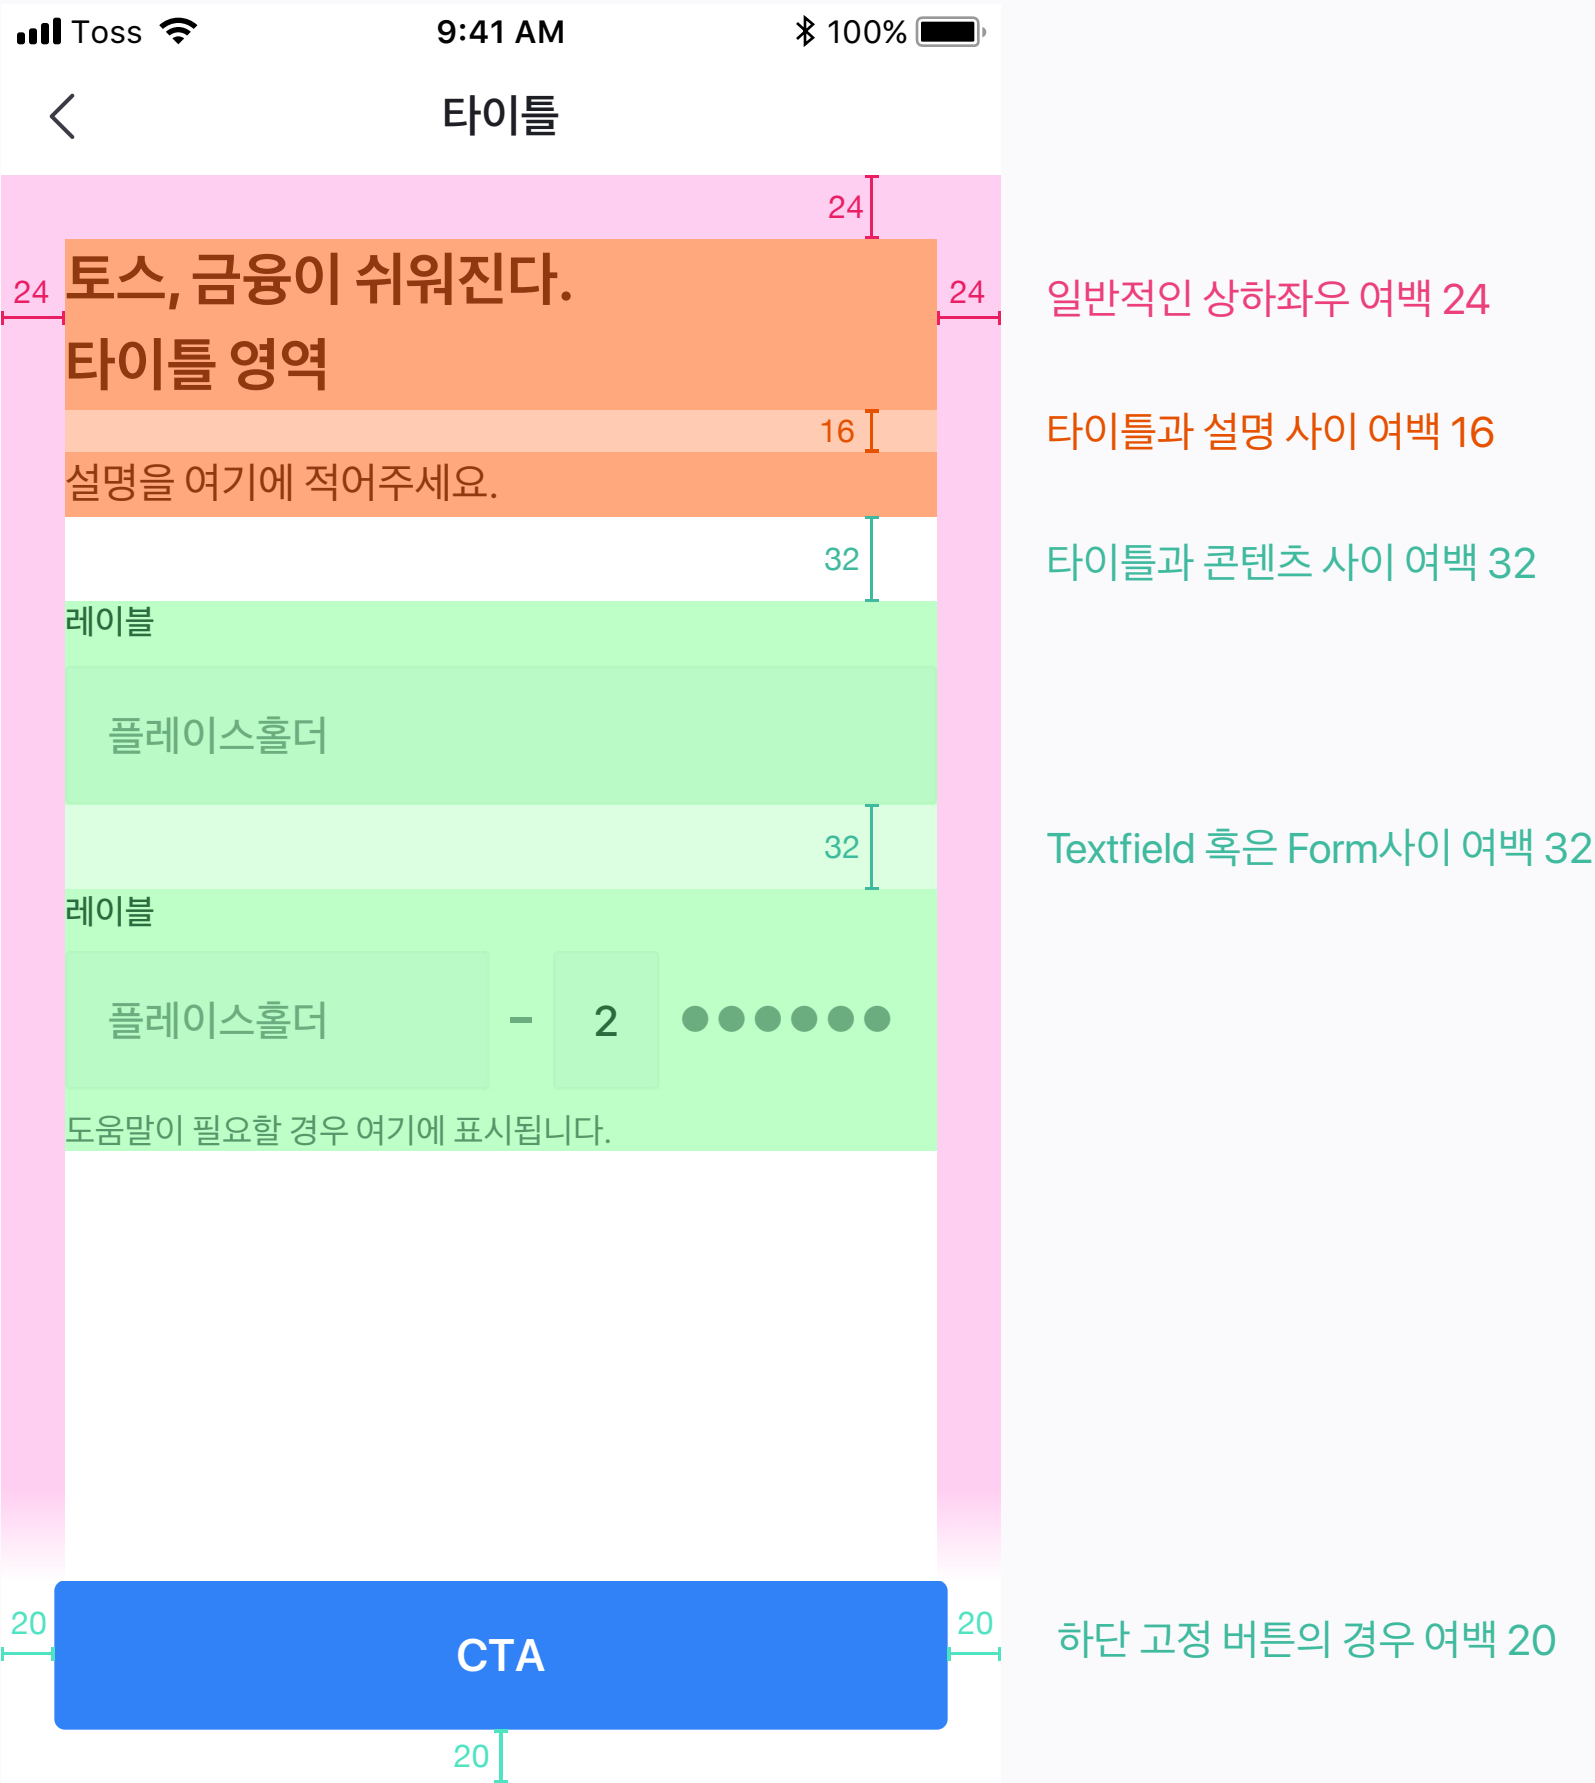 Toss 9:41 AM 100%
타이틀
24
24 토스, 금융이 쉬워진다. 24 일반적인 상하좌우 여백 24
타이틀 영역
16 타이틀과 설명 사이 여백 16
설명을 여기에 적어주세요.
32 타이틀과 콘텐츠 사이 여백 32
레이블
플레이스홀더
32 Textfield 혹은 Form사이 여백 32
레이블
플레이스홀더 - 2 ●●●●●●
도움말이 필요할 경우 여기에 표시됩니다.
20 CTA 20 하단 고정 버튼의 경우 여백 20
20